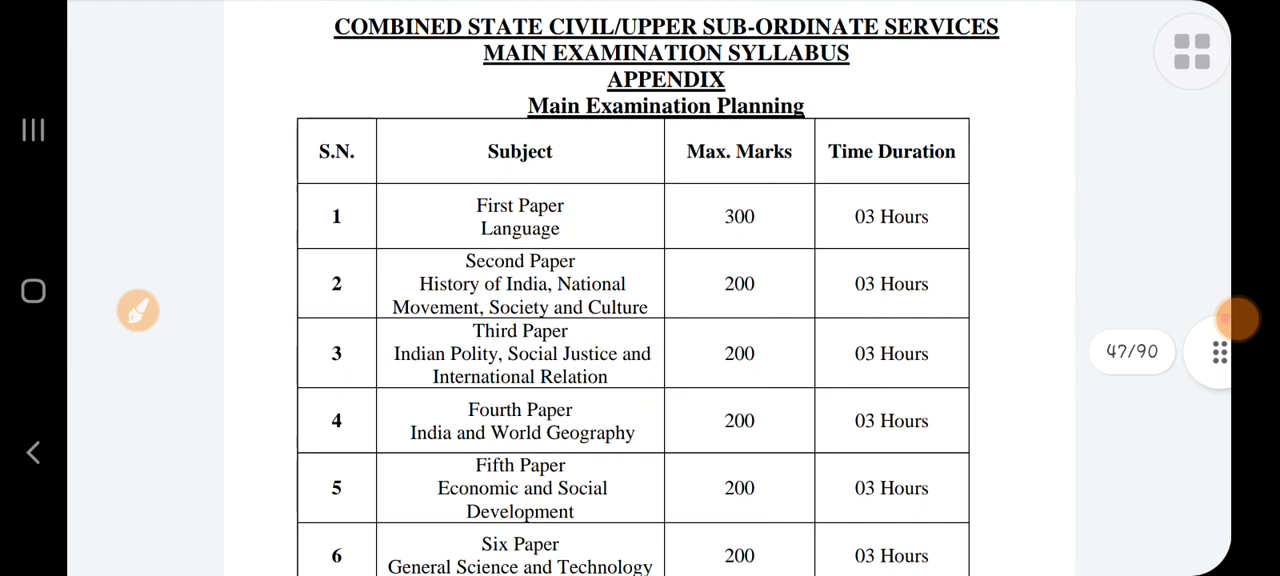 COMBINED STATE CIVIL/UPPER SUB-ORDINATE SERVICES
MAIN EXAMINATION SYLLABUS
APPENDIX
Main Examination Planning
S.N. Subject Max. Marks Time Duration
1 First Paper Language 300 03 Hours
2 Second Paper History of India, National Movement, Society and Culture 200 03 Hours
3 Third Paper Indian Polity, Social Justice and International Relation 200 03 Hours
4 Fourth Paper India and World Geography 200 03 Hours
5 Fifth Paper Economic and Social Development 200 03 Hours
6 Six Paper General Science and Technology 200 03 Hours
47/90